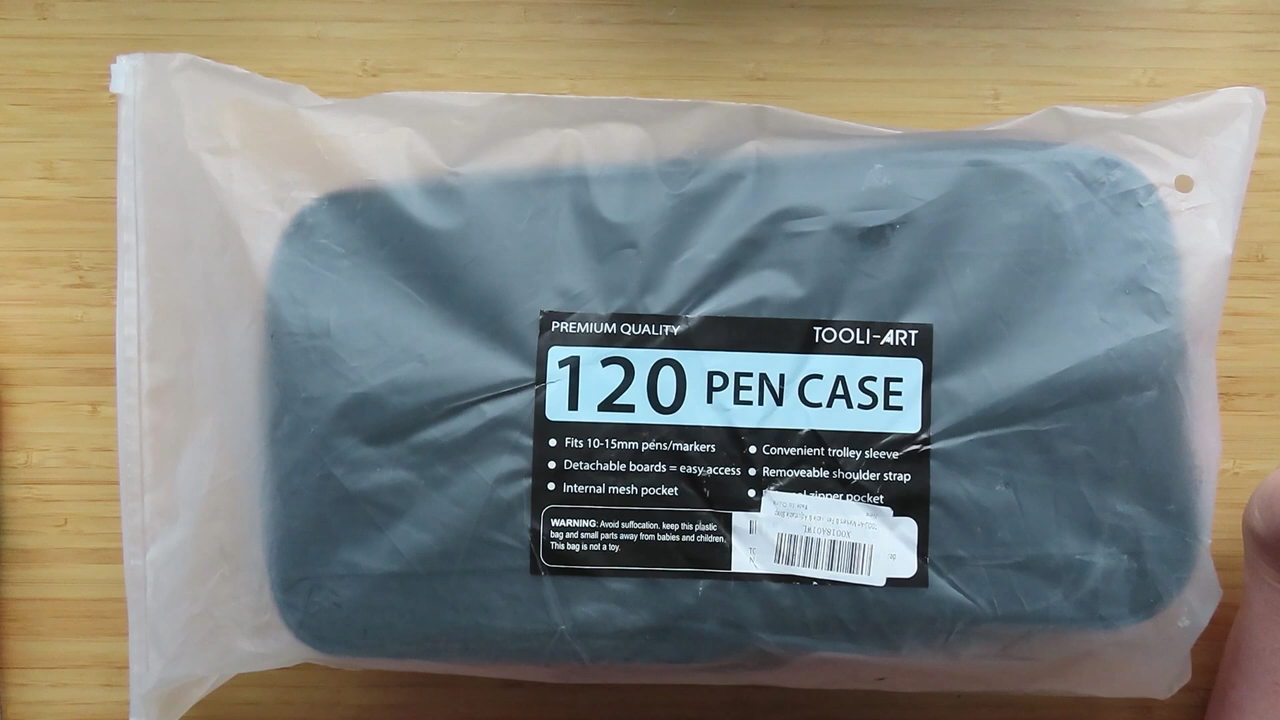 PREMIUM QUALITY
TOOLI-ART
120 PEN CASE
Fits 10-15mm pens/markers
Detachable boards = easy access
Internal mesh pocket
Convenient trolley sleeve
Removeable shoulder strap
zipper pocket
WARNING: Avoid suffocation. keep this plastic
bag and small parts away from babies and children.
This bag is not a toy.